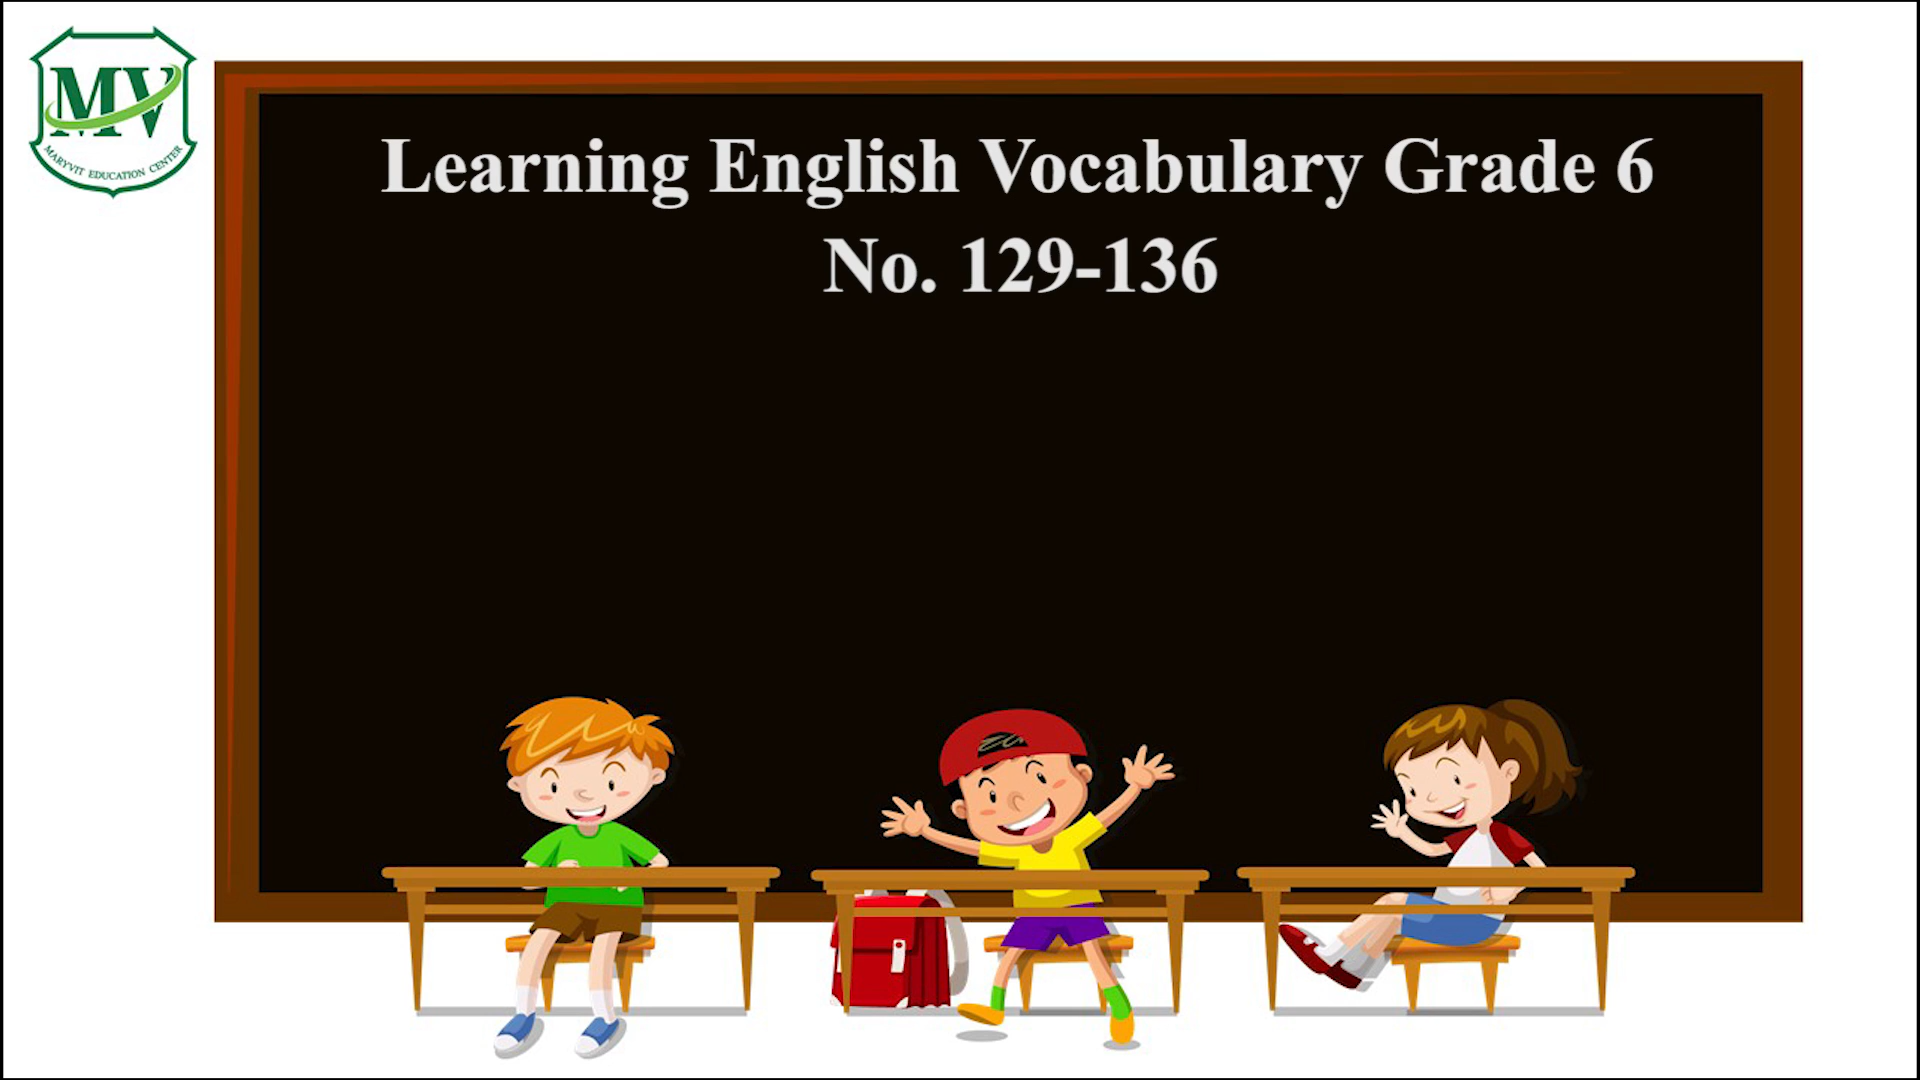 MV
MARYVIT EDUCATION CENTER
Learning English Vocabulary Grade 6
No. 129-136